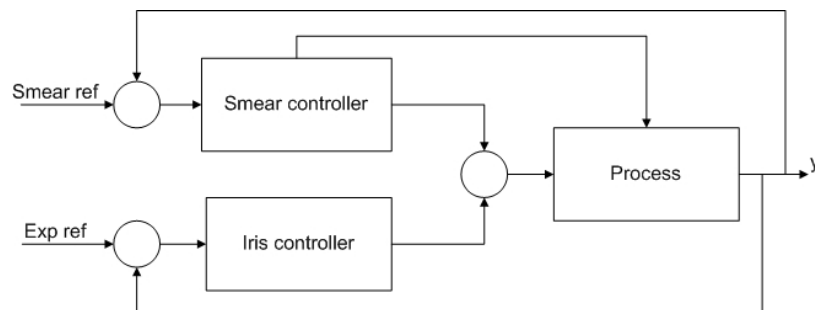 Smear ref
Smear controller
Process
y
Exp ref
Iris controller